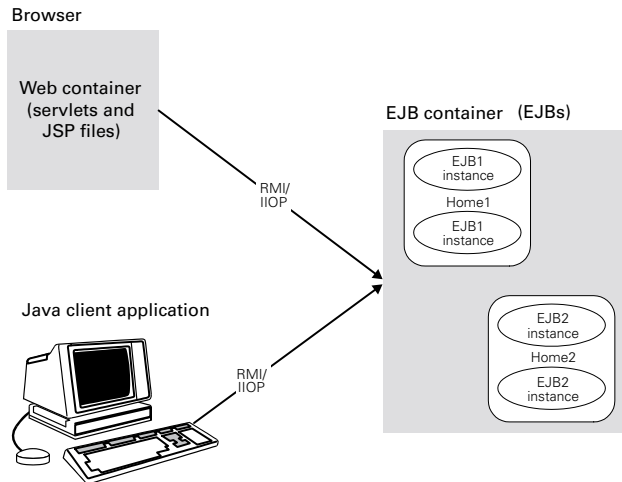 Browser
Web container
(servlets and
JSP files)
EJB container (EJBs)
EJB1
instance
Home1
EJB1
instance
RMI/
IIOP
Java client application
EJB2
instance
Home2
EJB2
instance
RMI/
IIOP